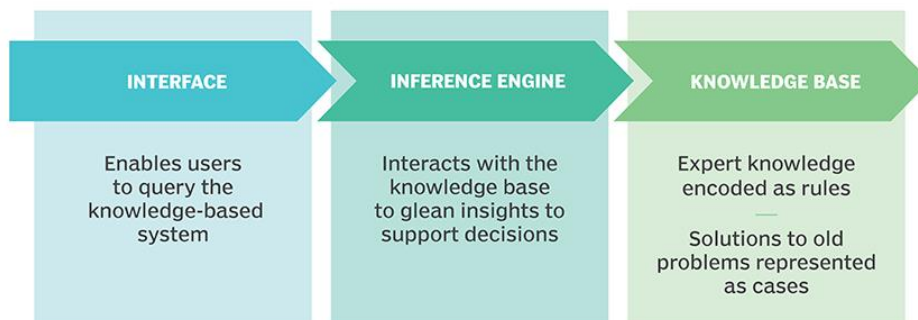 INTERFACE
Enables users
to query the
knowledge-based
system
INFERENCE ENGINE
Interacts with the
knowledge base
to glean insights to
support decisions
KNOWLEDGE BASE
Expert knowledge
encoded as rules
Solutions to old
problems represented
as cases